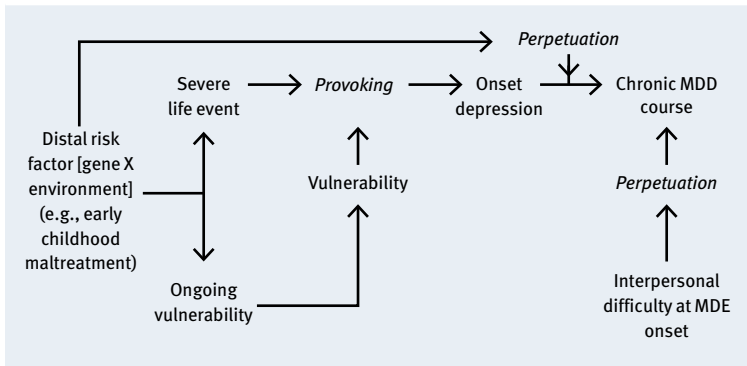 Perpetuation
Severe
life event
Provoking
Onset
depression
Chronic MDD
course
Distal risk
factor [gene X
environment]
(e.g., early
childhood
maltreatment)
Vulnerability
Perpetuation
Ongoing
vulnerability
Interpersonal
difficulty at MDE
onset